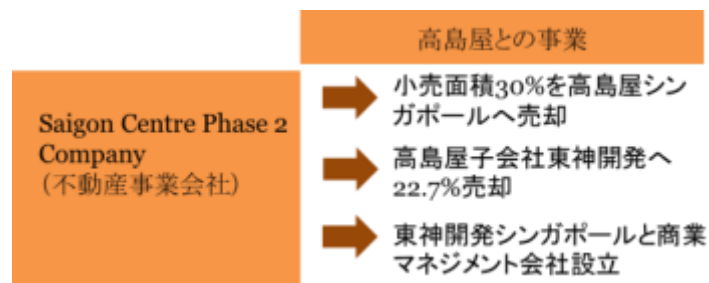 高島屋との事業
Saigon Centre Phase 2
Company
(不動産事業会社)
小売面積30%を高島屋シン
ガポールへ売却
高島屋子会社東神開発へ
22.7%売却
東神開発シンガポールと商業
マネジメント会社設立